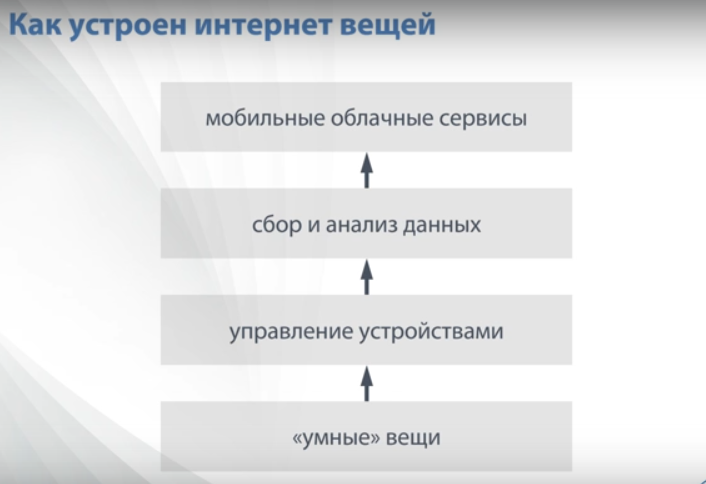 Как устроен интернет вещей
мобильные облачные сервисы
сбор и анализ данных
управление устройствами
«умные» вещи